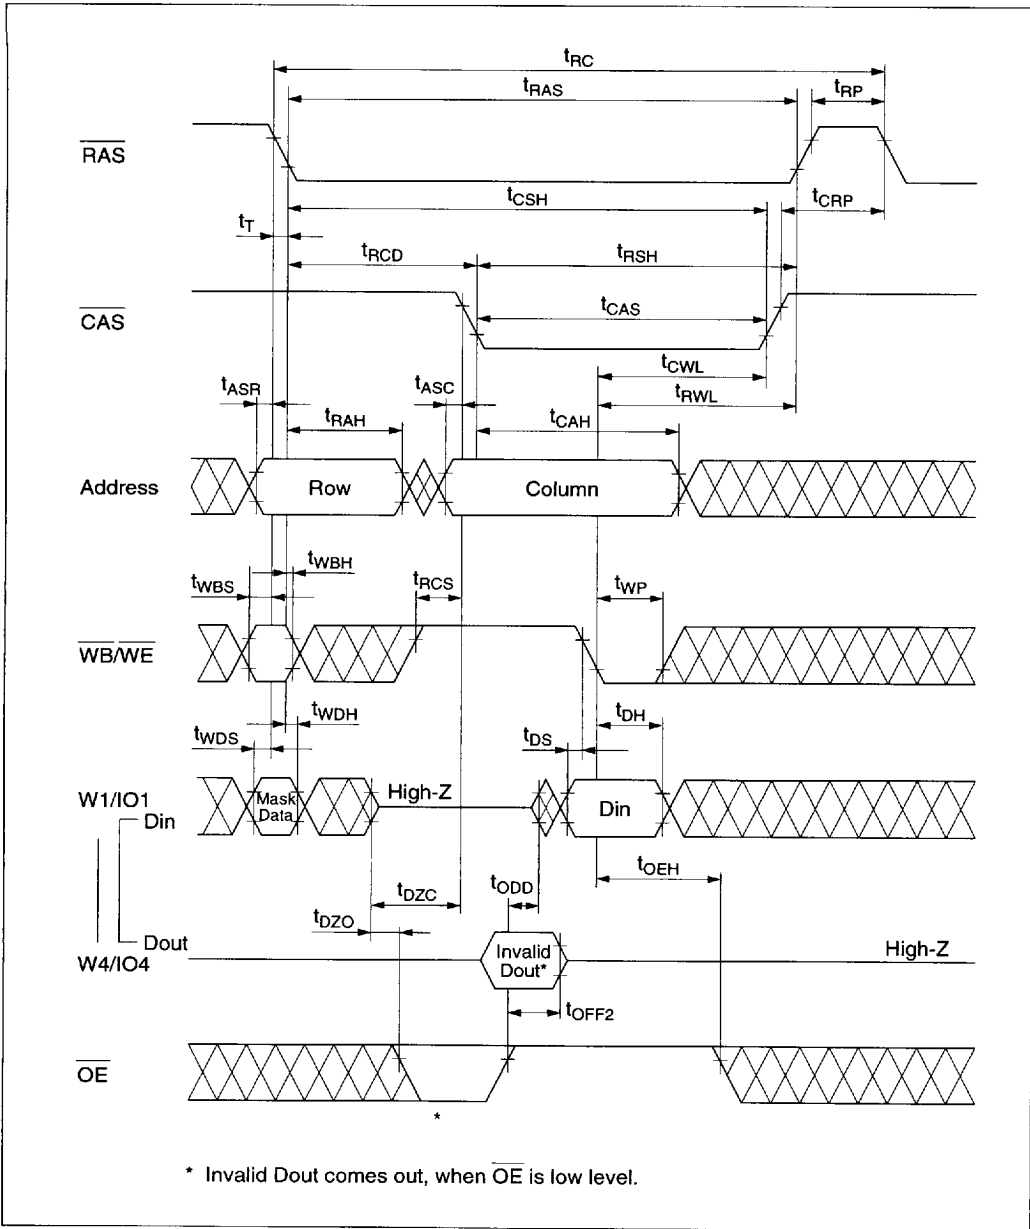 tRC
tRAS
tRP
RAS
tCSH
tCRP
tT
tRCD
tRSH
CAS
tCAS
tCWL
tASR
tASC
tRWL
tRAH
tCAH
Address
Row
Column
tWBH
tWBS
tRCS
tWP
WB/WE
tWDH
tDH
tWDS
tDS
W1/IO1
Mask
Data
High-Z
Din
Din
tOEH
tODD
tDZC
tDZO
Dout
W4/IO4
Invalid
Dout*
High-Z
tOFF2
OE
*
* Invalid Dout comes out, when OE is low level.